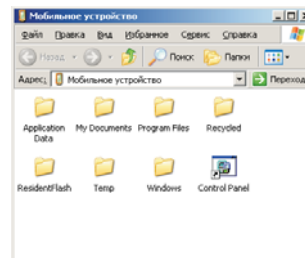 Мобильное устройство
Файл Правка Вид Избранное Сервис Справка
Назад Поиск Папки
Адрес: Мобильное устройство Переход
Application Data My Documents Program Files Recycled
ResidentFlash Temp Windows Control Panel